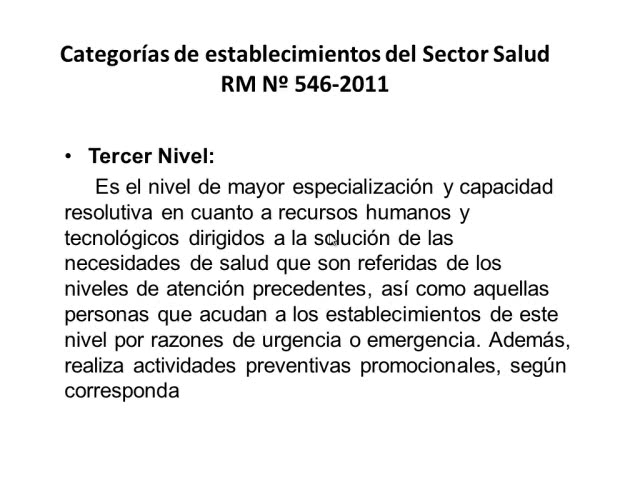 Categorías de establecimientos del Sector Salud
RM Nº 546-2011
• Tercer Nivel:
Es el nivel de mayor especialización y capacidad
resolutiva en cuanto a recursos humanos y
tecnológicos dirigidos a la solución de las
necesidades de salud que son referidas de los
niveles de atención precedentes, así como aquellas
personas que acudan a los establecimientos de este
nivel por razones de urgencia o emergencia. Además,
realiza actividades preventivas promocionales, según
corresponda